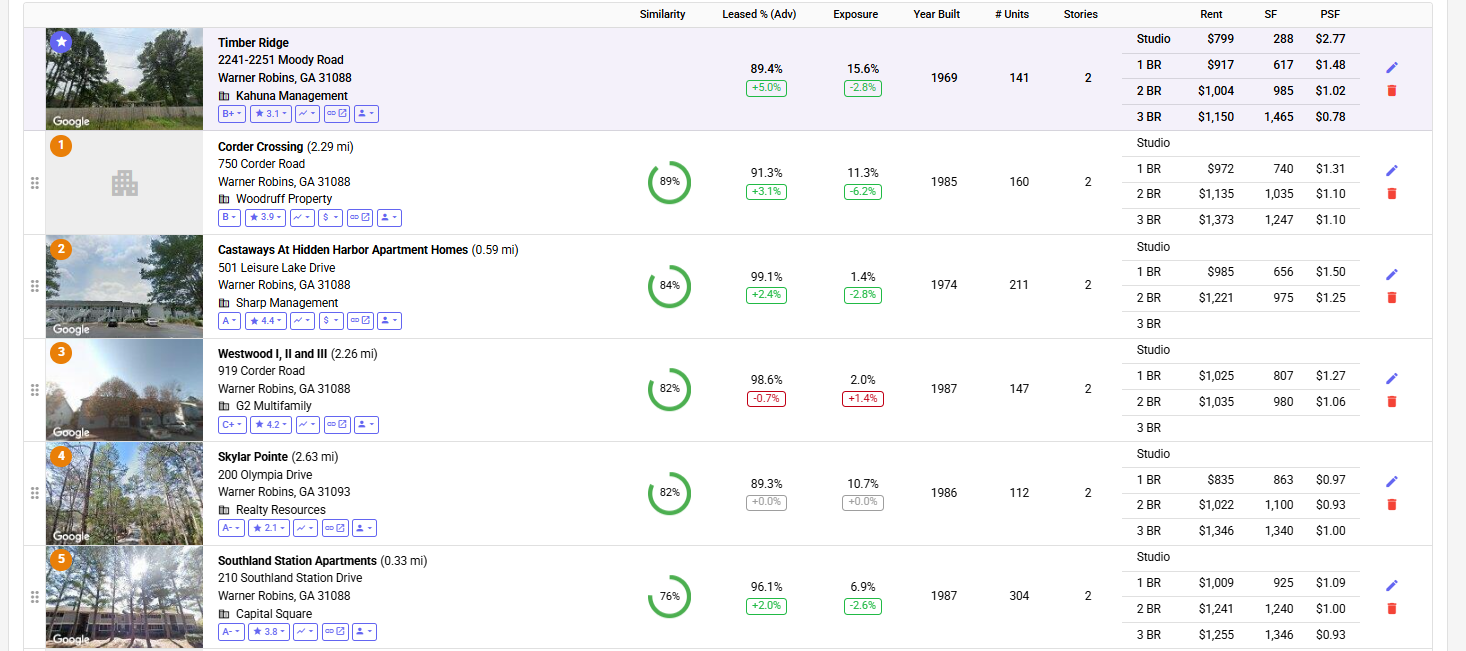 Similarity Leased % (Adv) Exposure Year Built # Units Stories Rent SF PSF
Timber Ridge
2241-2251 Moody Road
Warner Robins, GA 31088
Kahuna Management
B+ 3.1
Google
89.4% +5.0% 15.6% -2.8% 1969 141 2
Studio $799 288 $2.77
1 BR $917 617 $1.48
2 BR $1,004 985 $1.02
3 BR $1,150 1,465 $0.78
1
Corder Crossing (2.29 mi)
750 Corder Road
Warner Robins, GA 31088
Woodruff Property
B 3.9 $
89% 91.3% +3.1% 11.3% -6.2% 1985 160 2
Studio
1 BR $972 740 $1.31
2 BR $1,135 1,035 $1.10
3 BR $1,373 1,247 $1.10
2
Castaways At Hidden Harbor Apartment Homes (0.59 mi)
501 Leisure Lake Drive
Warner Robins, GA 31088
Sharp Management
A 4.4 $
Google
84% 99.1% +2.4% 1.4% -2.8% 1974 211 2
Studio
1 BR $985 656 $1.50
2 BR $1,221 975 $1.25
3 BR
3
Westwood I, II and III (2.26 mi)
919 Corder Road
Warner Robins, GA 31088
G2 Multifamily
C+ 4.2
Google
82% 98.6% -0.7% 2.0% +1.4% 1987 147 2
Studio
1 BR $1,025 807 $1.27
2 BR $1,035 980 $1.06
3 BR
4
Skylar Pointe (2.63 mi)
200 Olympia Drive
Warner Robins, GA 31093
Realty Resources
A- 2.1
Google
82% 89.3% +0.0% 10.7% +0.0% 1986 112 2
Studio
1 BR $835 863 $0.97
2 BR $1,022 1,100 $0.93
3 BR $1,346 1,340 $1.00
5
Southland Station Apartments (0.33 mi)
210 Southland Station Drive
Warner Robins, GA 31088
Capital Square
A- 3.8
Google
76% 96.1% +2.0% 6.9% -2.6% 1987 304 2
Studio
1 BR $1,009 925 $1.09
2 BR $1,241 1,240 $1.00
3 BR $1,255 1,346 $0.93